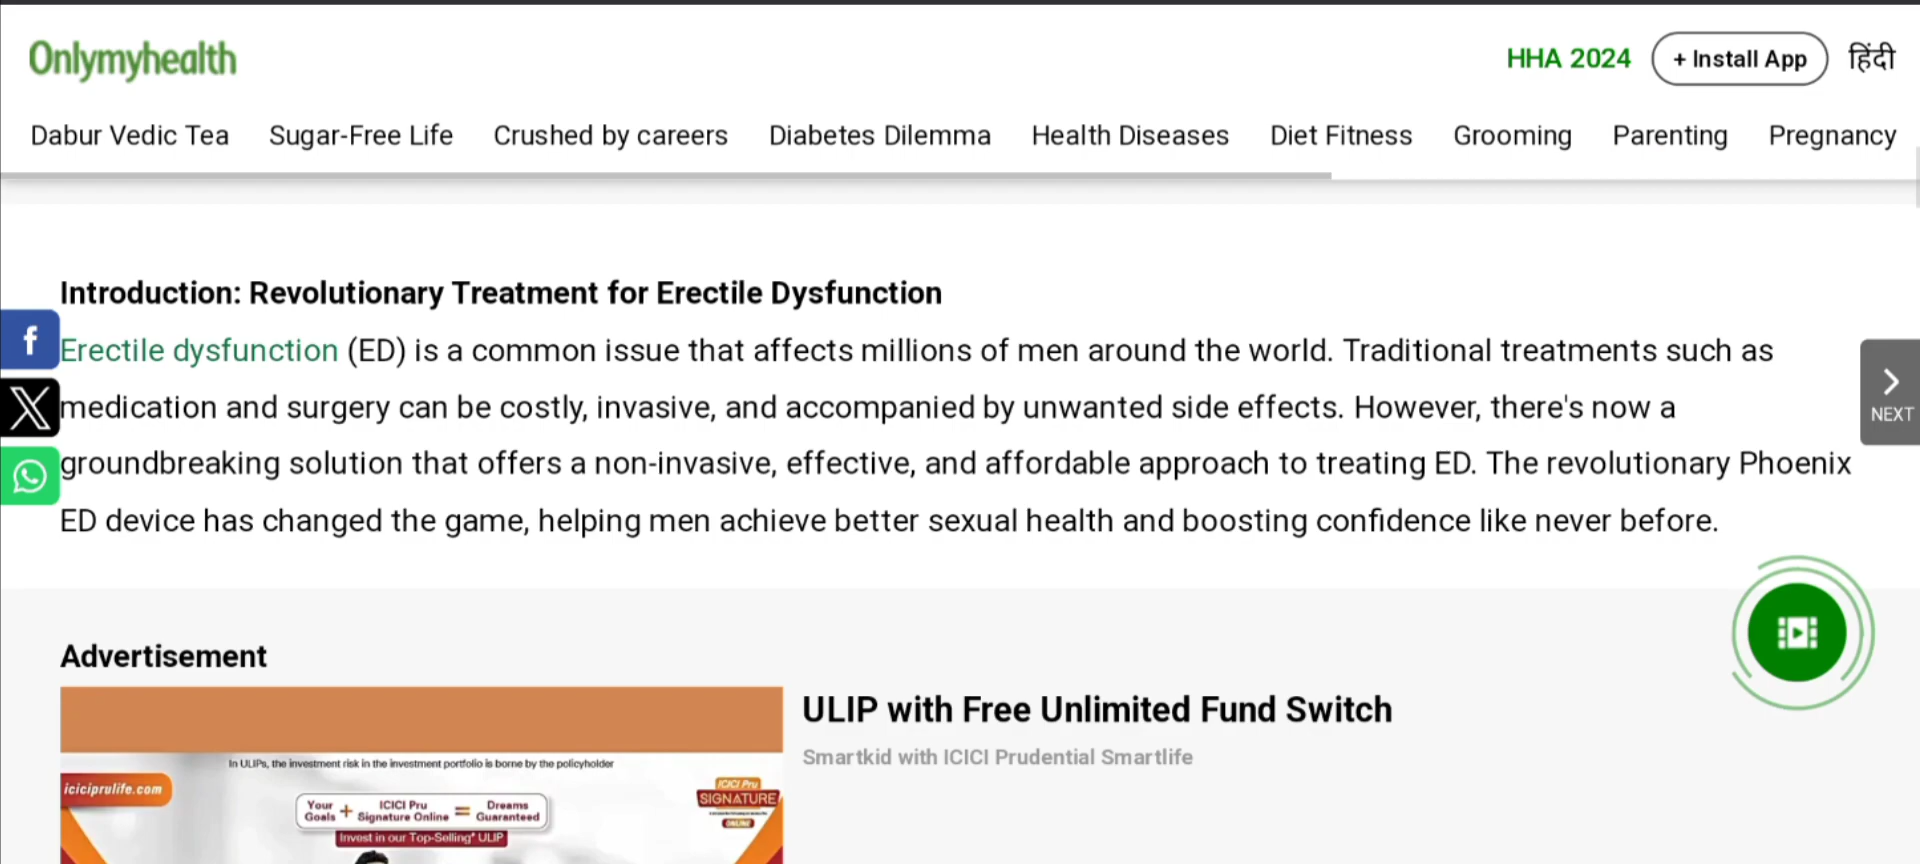 Onlymyhealth
HHA 2024
+ Install App
हिंदी
Dabur Vedic Tea
Sugar-Free Life
Crushed by careers
Diabetes Dilemma
Health Diseases
Diet Fitness
Grooming
Parenting
Pregnancy
Introduction: Revolutionary Treatment for Erectile Dysfunction
Erectile dysfunction (ED) is a common issue that affects millions of men around the world. Traditional treatments such as
medication and surgery can be costly, invasive, and accompanied by unwanted side effects. However, there's now a
groundbreaking solution that offers a non-invasive, effective, and affordable approach to treating ED. The revolutionary Phoenix
ED device has changed the game, helping men achieve better sexual health and boosting confidence like never before.
NEXT
Advertisement
In ULIPs, the investment risk in the investment portfolio is borne by the policyholder
iciciprulife.com
Your Goals + ICICI Pru Signature Online = Dreams Guaranteed
Invest in our Top-Selling* ULIP
ICICI Pru
SIGNATURE
ONLINE
ULIP with Free Unlimited Fund Switch
Smartkid with ICICI Prudential Smartlife